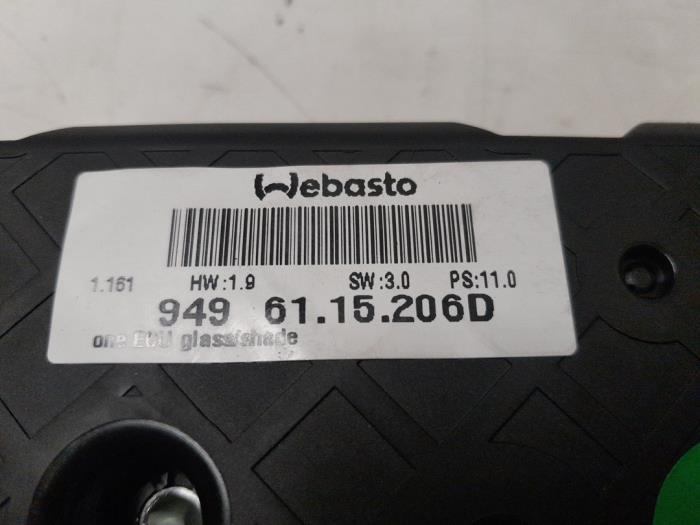 Webasto
1.161 HW:1.9 SW:3.0 PS:11.0
949 61.15.206D
one ECU glass/shade